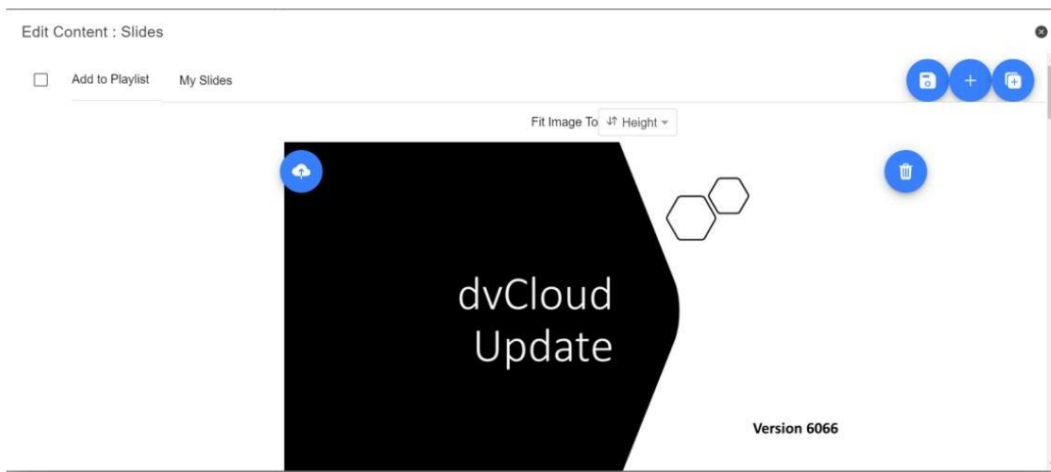 Edit Content : Slides
Add to Playlist My Slides
Fit Image To Height
dvCloud
Update
Version 6066